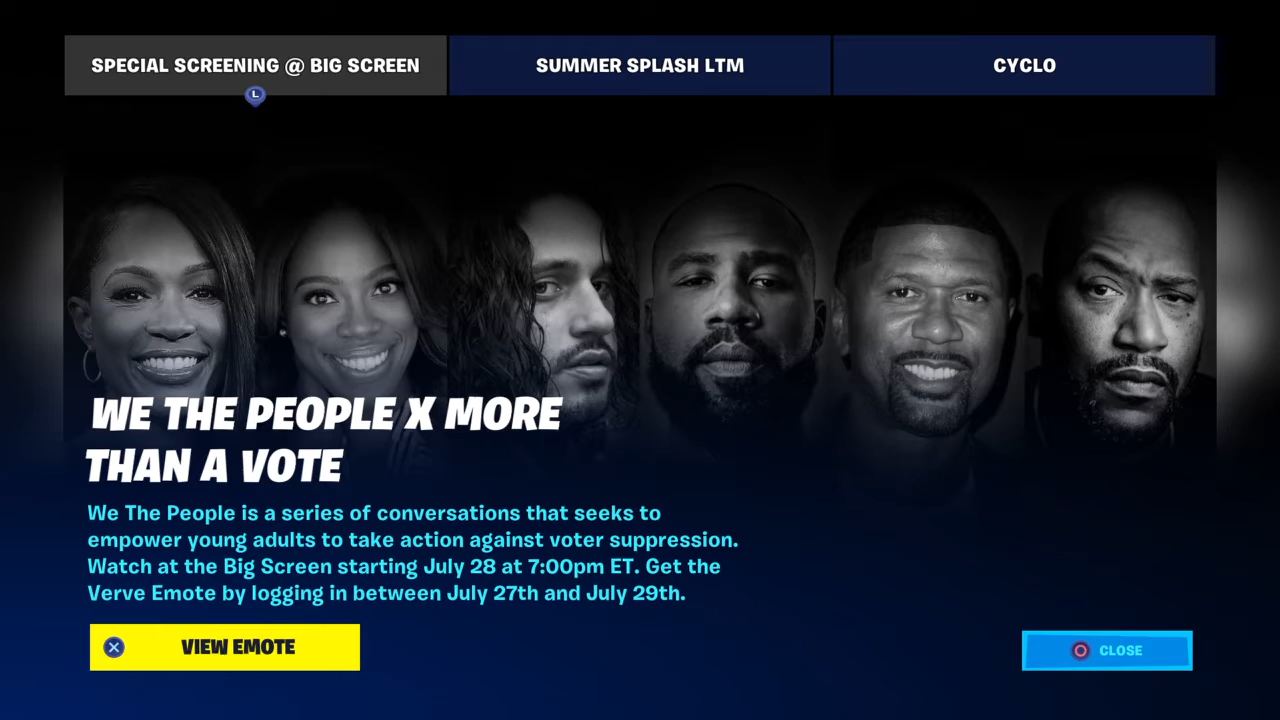 SPECIAL SCREENING @ BIG SCREEN
SUMMER SPLASH LTM
CYCLO
L
WE THE PEOPLE X MORE
THAN A VOTE
We The People is a series of conversations that seeks to
empower young adults to take action against voter suppression.
Watch at the Big Screen starting July 28 at 7:00pm ET. Get the
Verve Emote by logging in between July 27th and July 29th.
VIEW EMOTE
CLOSE